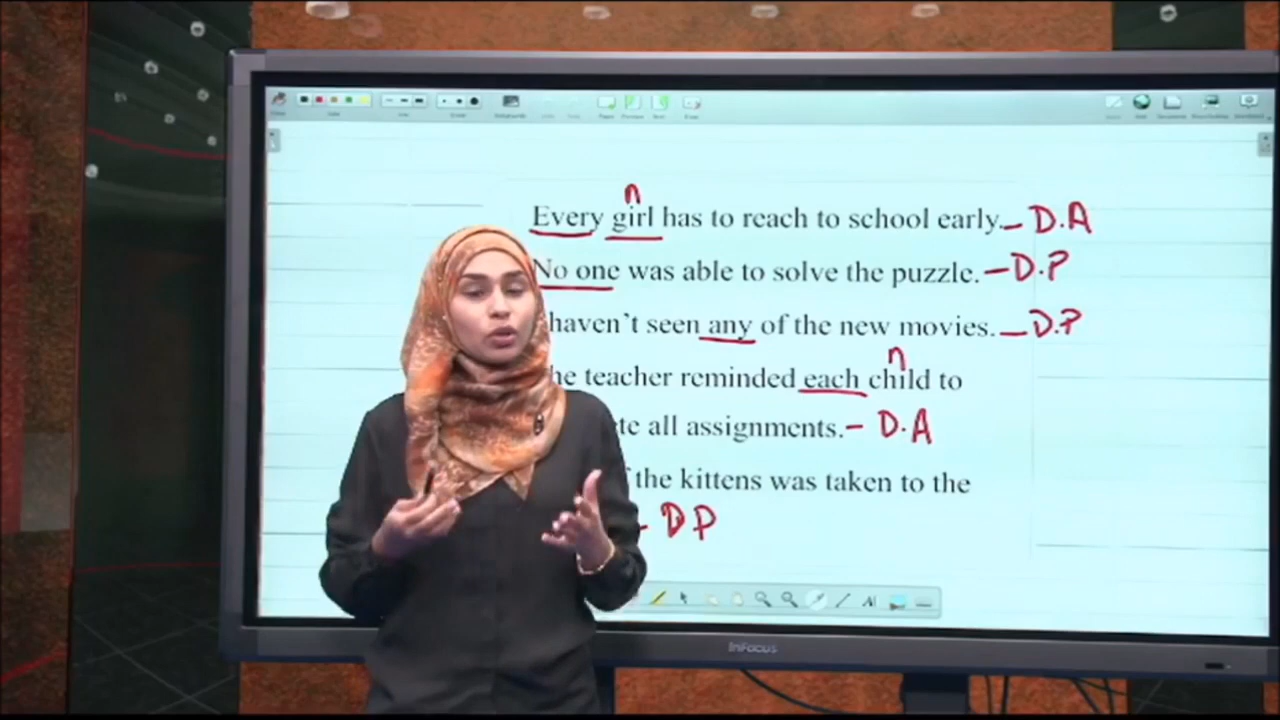 n
Every girl has to reach to school early. – D.A
No one was able to solve the puzzle. – D.P
haven't seen any of the new movies. – D.P
n
he teacher reminded each child to
te all assignments. – D.A
f the kittens was taken to the
– D P
InFocus